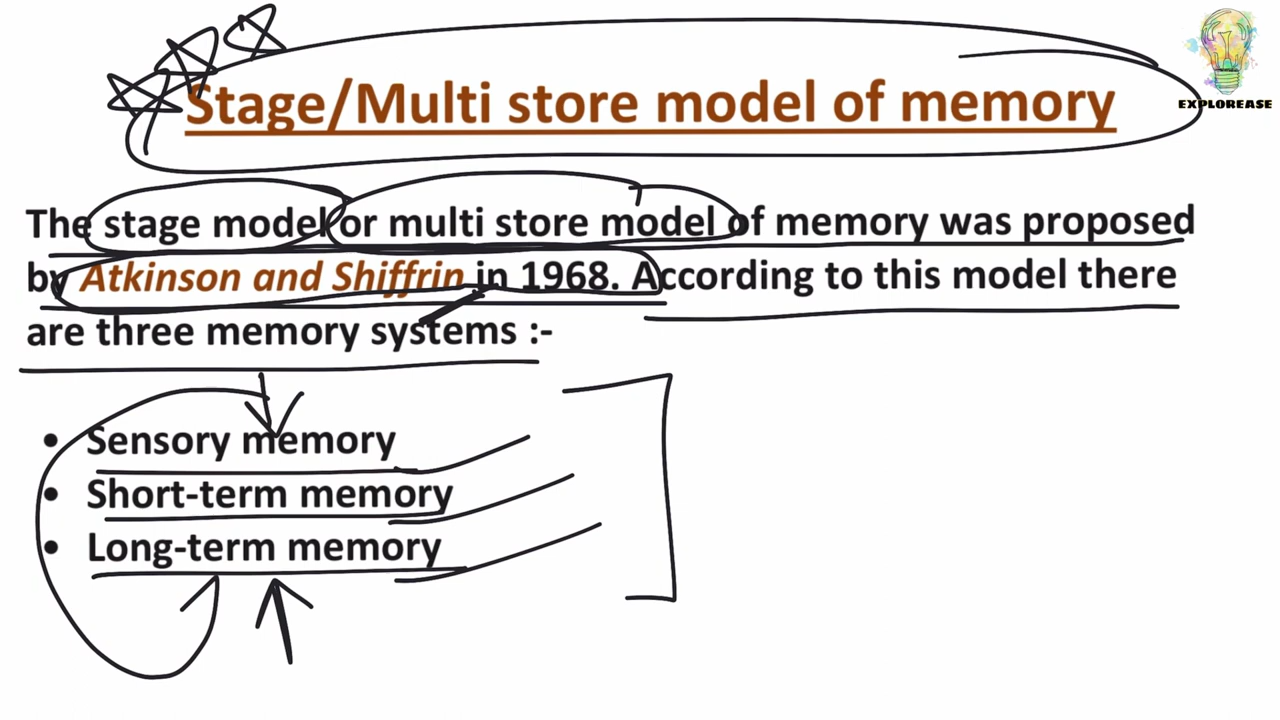 Stage/Multi store model of memory
EXPLOREASE
The stage model or multi store model of memory was proposed
by Atkinson and Shiffrin in 1968. According to this model there
are three memory systems :-
• Sensory memory
• Short-term memory
• Long-term memory